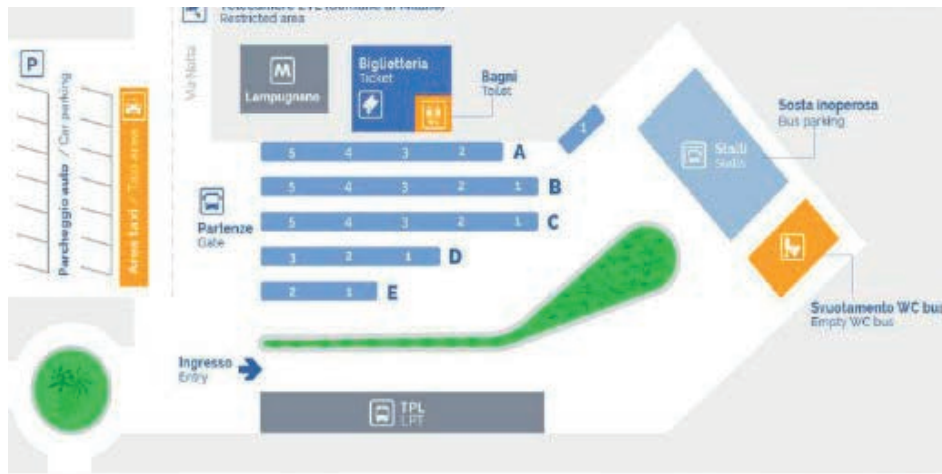 Restricted area
P
Via Natta
M
Lampugnano
Biglietteria
Ticket
Bagni
Toilet
Parcheggio auto / Car parking
Area taxi / Taxi area
1
Sosta inoperosa
Bus parking
Stalli
5 4 3 2 A
5 4 3 2 1 B
Partenze
Gate
5 4 3 2 1 C
3 2 1 D
2 1 E
Svuotamento WC bus
Empty WC bus
Ingresso
Entry
TPL
LPT